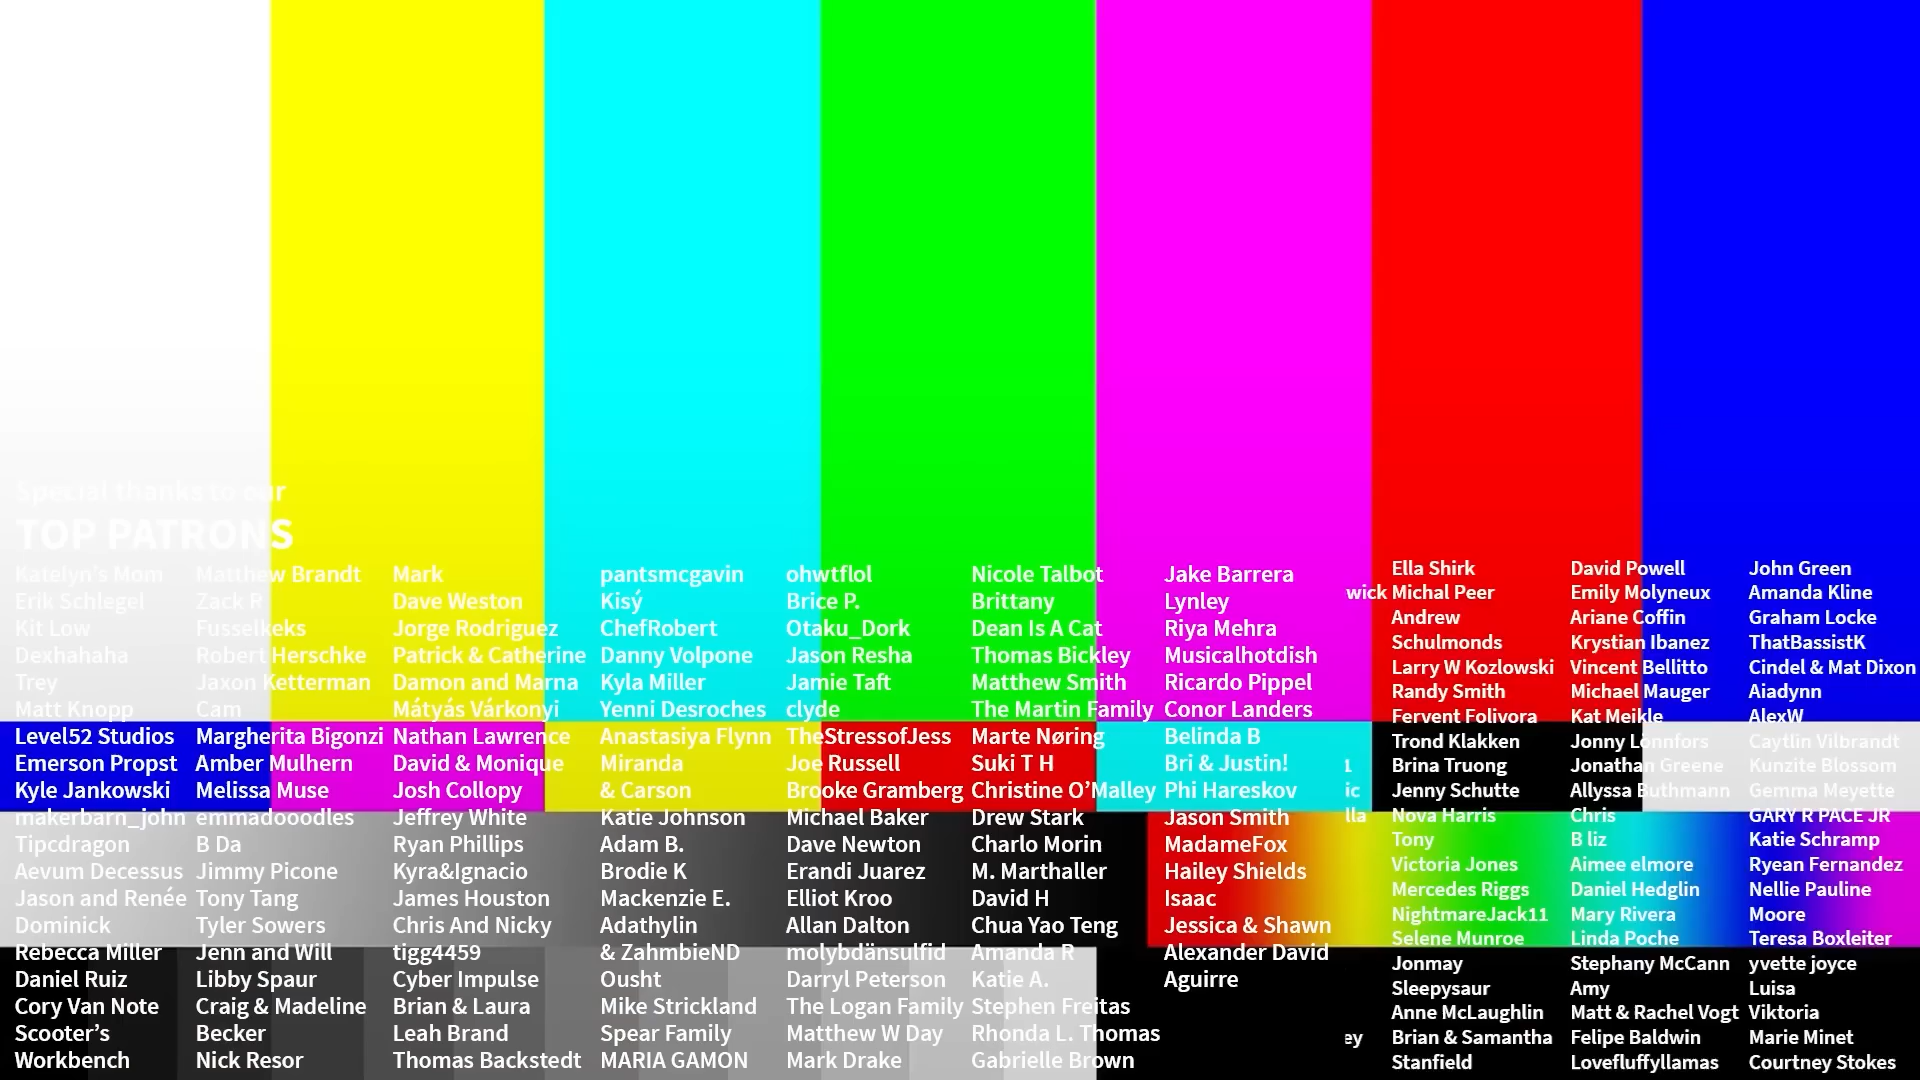 Special thanks to our
TOP PATRONS
Katelyn's Mom
Erik Schlegel
Kit Low
Dexhahaha
Trey
Matt Knopp
Level52 Studios
Emerson Propst
Kyle Jankowski
makerbarn_john
Tipcdragon
Aevum Decessus
Jason and Renée
Dominick
Rebecca Miller
Daniel Ruiz
Cory Van Note
Scooter’s
Workbench
Matthew Brandt
Zack R
Fusselkeks
Robert Herschke
Jaxon Ketterman
Cam
Margherita Bigonzi
Amber Mulhern
Melissa Muse
emmadooodles
B Da
Jimmy Picone
Tony Tang
Tyler Sowers
Jenn and Will
Libby Spaur
Craig & Madeline
Becker
Nick Resor
Mark
Dave Weston
Jorge Rodriguez
Patrick & Catherine
Damon and Marna
Mátyás Várkonyi
Nathan Lawrence
David & Monique
Josh Collopy
Jeffrey White
Ryan Phillips
Kyra&Ignacio
James Houston
Chris And Nicky
tigg4459
Cyber Impulse
Brian & Laura
Leah Brand
Thomas Backstedt
pantsmcgavin
Kisý
ChefRobert
Danny Volpone
Kyla Miller
Yenni Desroches
Anastasiya Flynn
Miranda
& Carson
Katie Johnson
Adam B.
Brodie K
Mackenzie E.
Adathylin
& ZahmbieND
Ousht
Mike Strickland
Spear Family
MARIA GAMON
ohwtflol
Brice P.
Otaku_Dork
Jason Resha
Jamie Taft
clyde
TheStressofJess
Joe Russell
Brooke Gramberg
Michael Baker
Dave Newton
Erandi Juarez
Elliot Kroo
Allan Dalton
molybdänsulfid
Darryl Peterson
The Logan Family
Matthew W Day
Mark Drake
Nicole Talbot
Brittany
Dean Is A Cat
Thomas Bickley
Matthew Smith
The Martin Family
Marte Nøring
Suki T H
Christine O’Malley
Drew Stark
Charlo Morin
M. Marthaller
David H
Chua Yao Teng
Amanda R
Katie A.
Stephen Freitas
Rhonda L. Thomas
Gabrielle Brown
Jake Barrera
Lynley
Riya Mehra
Musicalhotdish
Ricardo Pippel
Conor Landers
Belinda B
Bri & Justin!
Phi Hareskov
Jason Smith
MadameFox
Hailey Shields
Isaac
Jessica & Shawn
Alexander David
Aguirre
wick
1
ic
lla
ey
Ella Shirk
Michal Peer
Andrew
Schulmonds
Larry W Kozlowski
Randy Smith
Fervent Folivora
Trond Klakken
Brina Truong
Jenny Schutte
Nova Harris
Tony
Victoria Jones
Mercedes Riggs
NightmareJack11
Selene Munroe
Jonmay
Sleepysaur
Anne McLaughlin
Brian & Samantha
Stanfield
David Powell
Emily Molyneux
Ariane Coffin
Krystian Ibanez
Vincent Bellitto
Michael Mauger
Kat Meikle
Jonny Lönnfors
Jonathan Greene
Allyssa Buthmann
Chris
B liz
Aimee elmore
Daniel Hedglin
Mary Rivera
Linda Poche
Stephany McCann
Amy
Matt & Rachel Vogt
Felipe Baldwin
Lovefluffyllamas
John Green
Amanda Kline
Graham Locke
ThatBassistK
Cindel & Mat Dixon
Aiadynn
AlexW
Caytlin Vilbrandt
Kunzite Blossom
Gemma Meyette
GARY R PACE JR
Katie Schramp
Ryean Fernandez
Nellie Pauline
Moore
Teresa Boxleiter
yvette joyce
Luisa
Viktoria
Marie Minet
Courtney Stokes